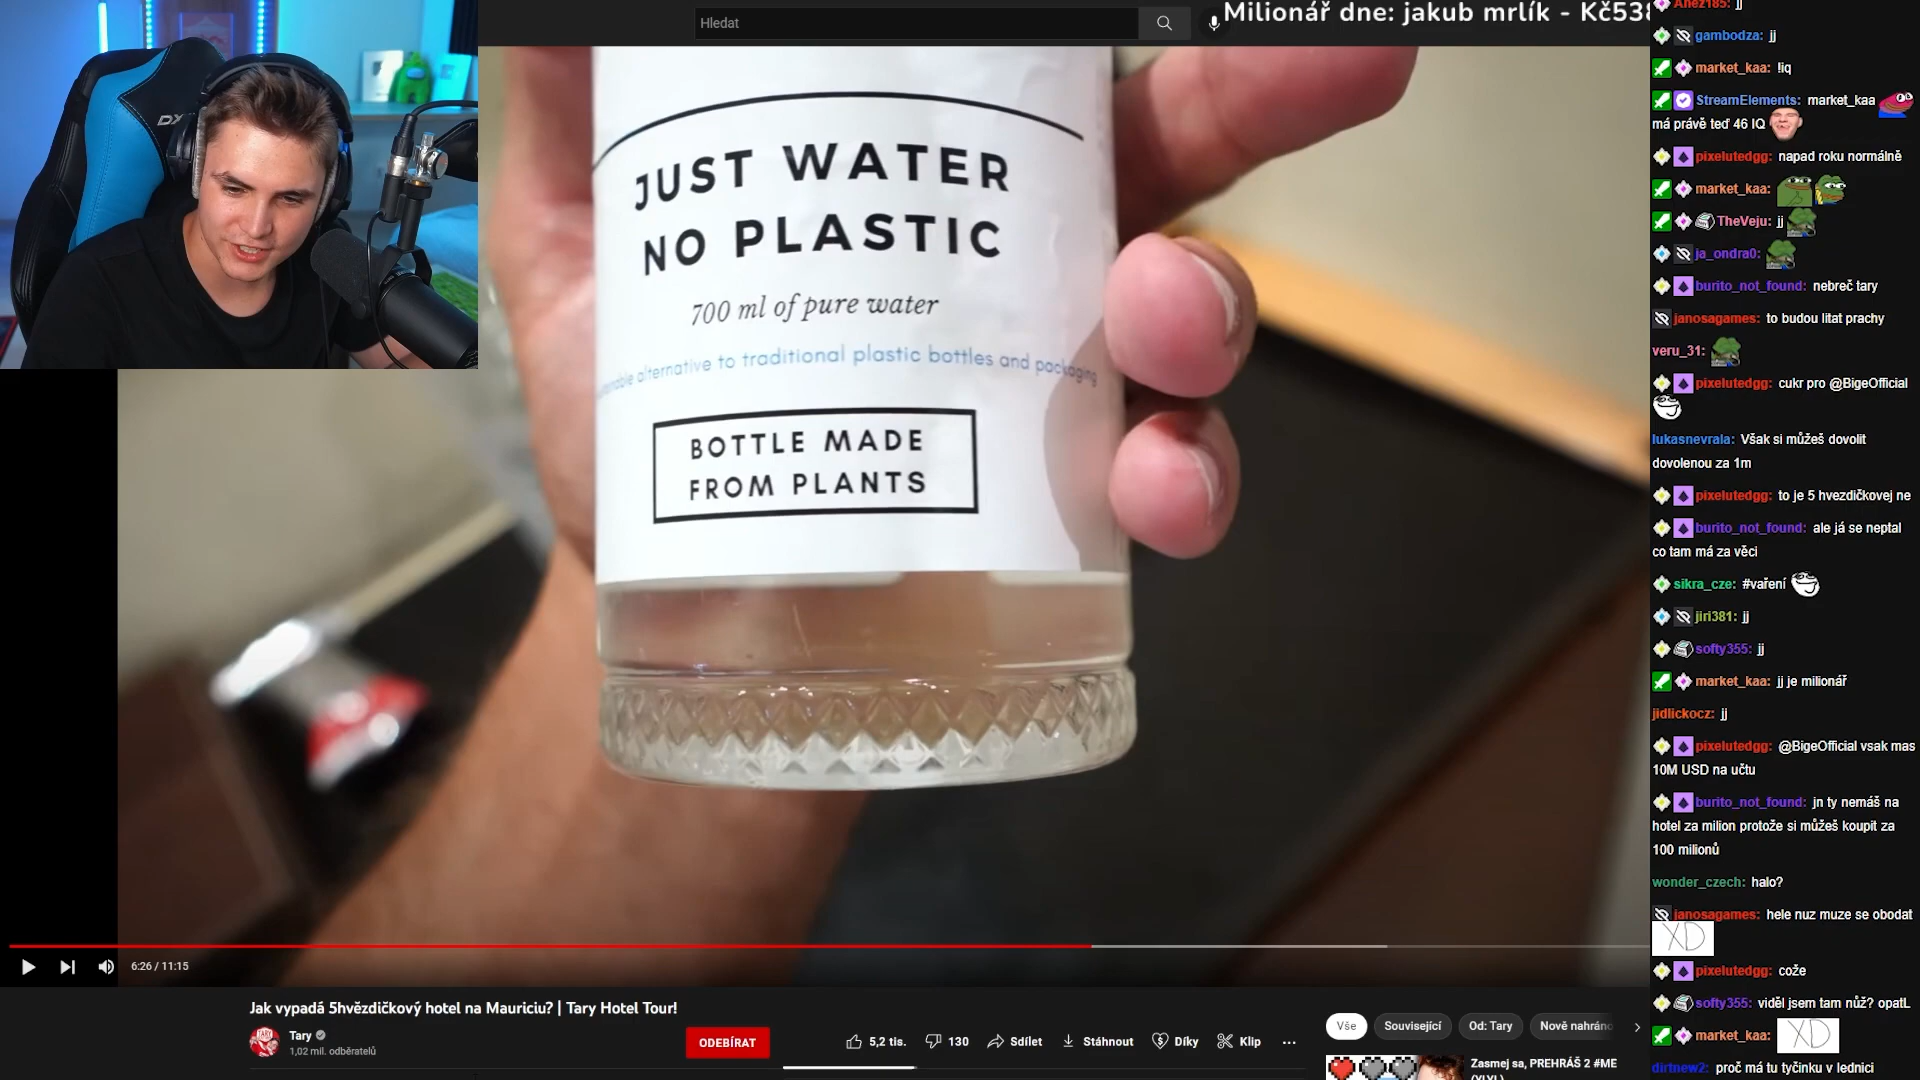 Hledat
Milionář dne: jakub mrlík - Kč538
DX
JUST WATER
NO PLASTIC
700 ml of pure water
alternative to traditional plastic bottles and packaging
BOTTLE MADE
FROM PLANTS
6:26 / 11:15
Jak vypadá 5hvězdičkový hotel na Mauriciu? | Tary Hotel Tour!
Tary
1,02 mil. odběratelů
ODEBÍRAT
5,2 tis.
130
Sdílet
Stáhnout
Díky
Klip
Vše
Související
Od: Tary
Nově nahráno
Zasmej sa, PREHRÁŠ 2 #ME
Anez185: jj
gambodza: jj
market_kaa: !iq
StreamElements: market_kaa
má právě teď 46 IQ
pixelutedgg: napad roku normálně
market_kaa:
TheVeju: jj
ja_ondra0:
burito_not_found: nebreč tary
janosagames: to budou litat prachy
veru_31:
pixelutedgg: cukr pro @BigeOfficial
lukasnevrala: Však si můžeš dovolit
dovolenou za 1m
pixelutedgg: to je 5 hvezdičkovej ne
burito_not_found: ale já se neptal
co tam má za věci
sikra_cze: #vaření
jiri381: jj
softy355: jj
market_kaa: jj je milionář
jidlickocz: jj
pixelutedgg: @BigeOfficial vsak mas
10M USD na učtu
burito_not_found: jn ty nemáš na
hotel za milion protože si můžeš koupit za
100 milionů
wonder_czech: halo?
janosagames: hele nuz muze se obodat
XD
pixelutedgg: cože
softy355: viděl jsem tam nůž? opatL
market_kaa: XD
dirtnew2: proč má tu tyčinku v lednici